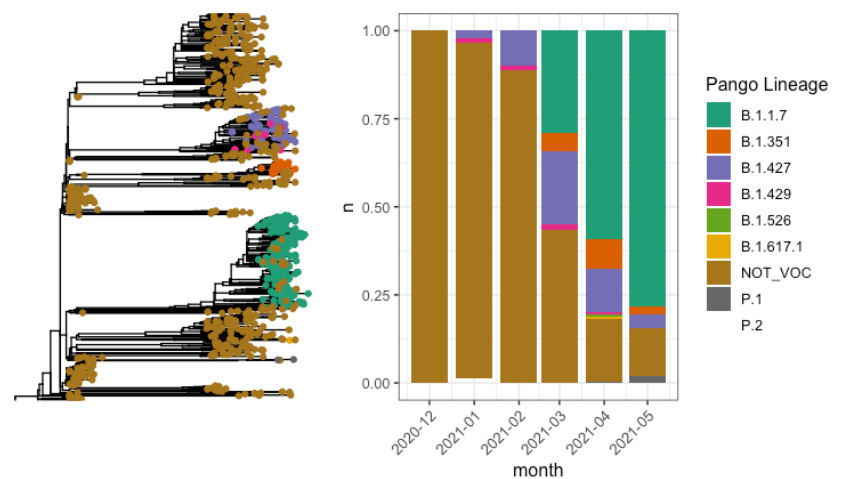 1.00
0.75
0.50
0.25
0.00
n
2020-12
2021-01
2021-02
2021-03
2021-04
2021-05
month
Pango Lineage
B.1.1.7
B.1.351
B.1.427
B.1.429
B.1.526
B.1.617.1
NOT_VOC
P.1
P.2